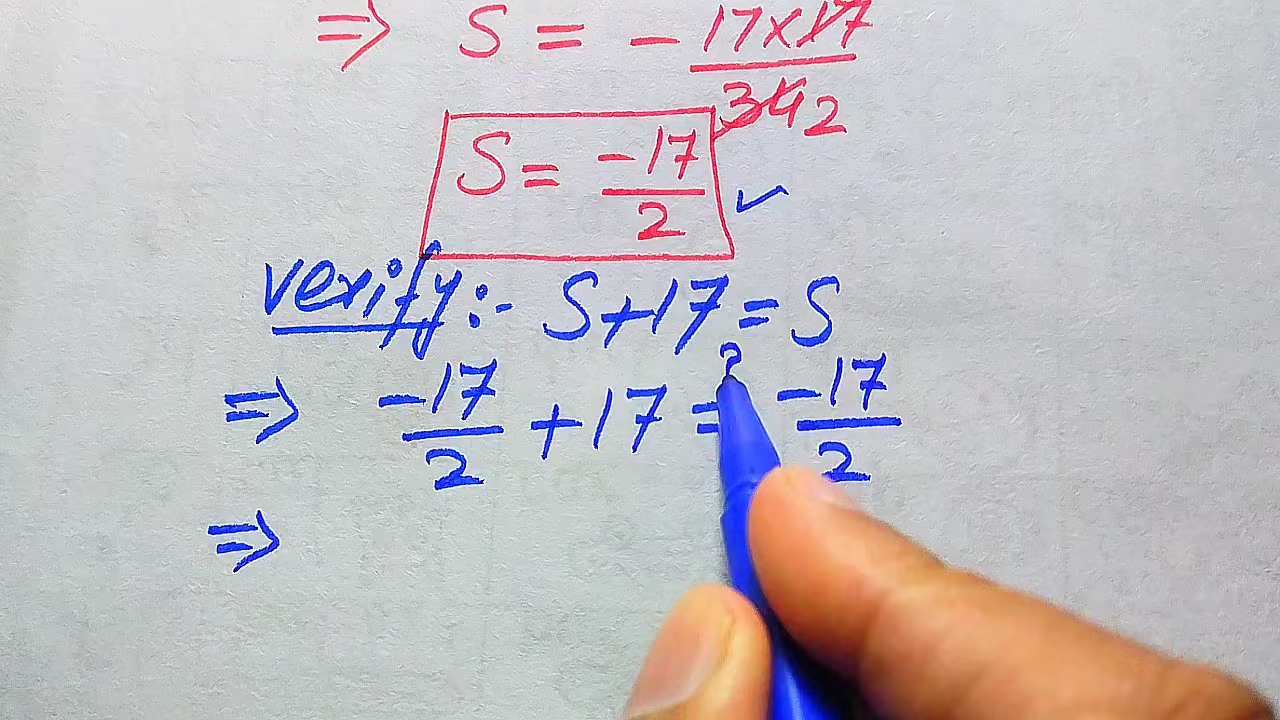 ⇒ S = - 17×17 / 342
S = -17/2 ✓
verify:- S+17 = S
⇒ -17/2 + 17 ?= -17/2
⇒